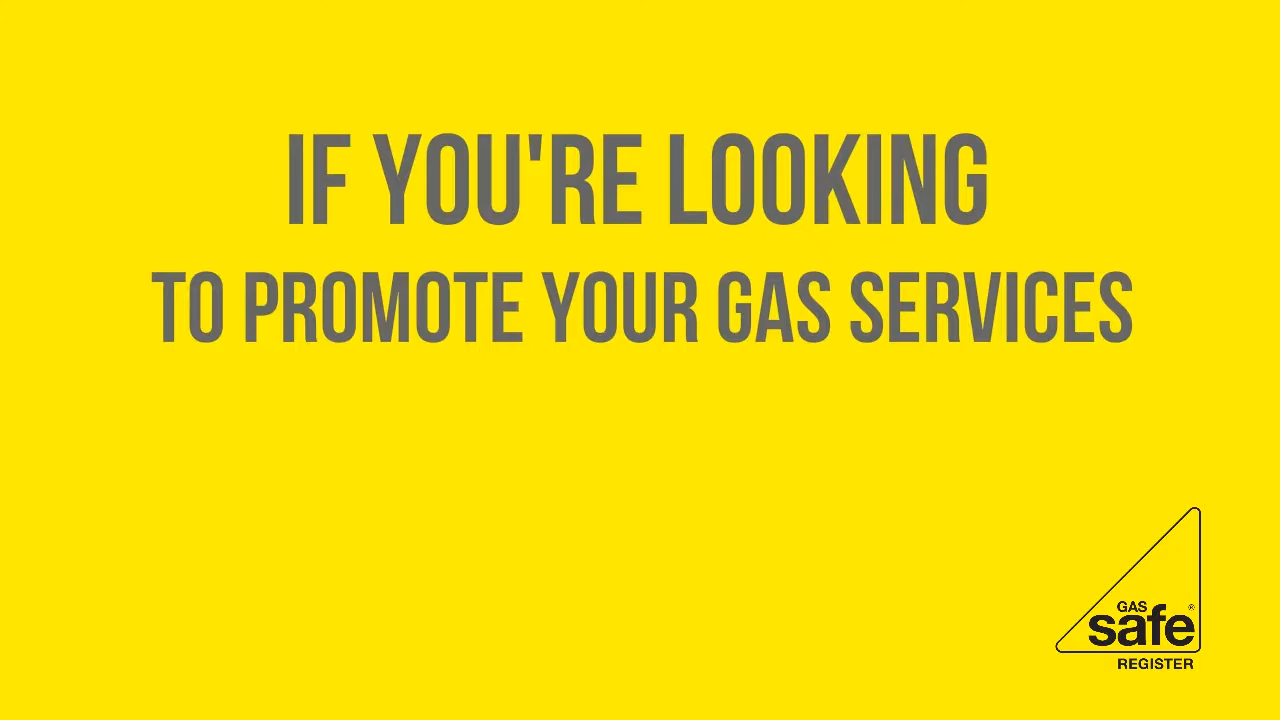 IF YOU'RE LOOKING
TO PROMOTE YOUR GAS SERVICES
GAS
safe®
REGISTER